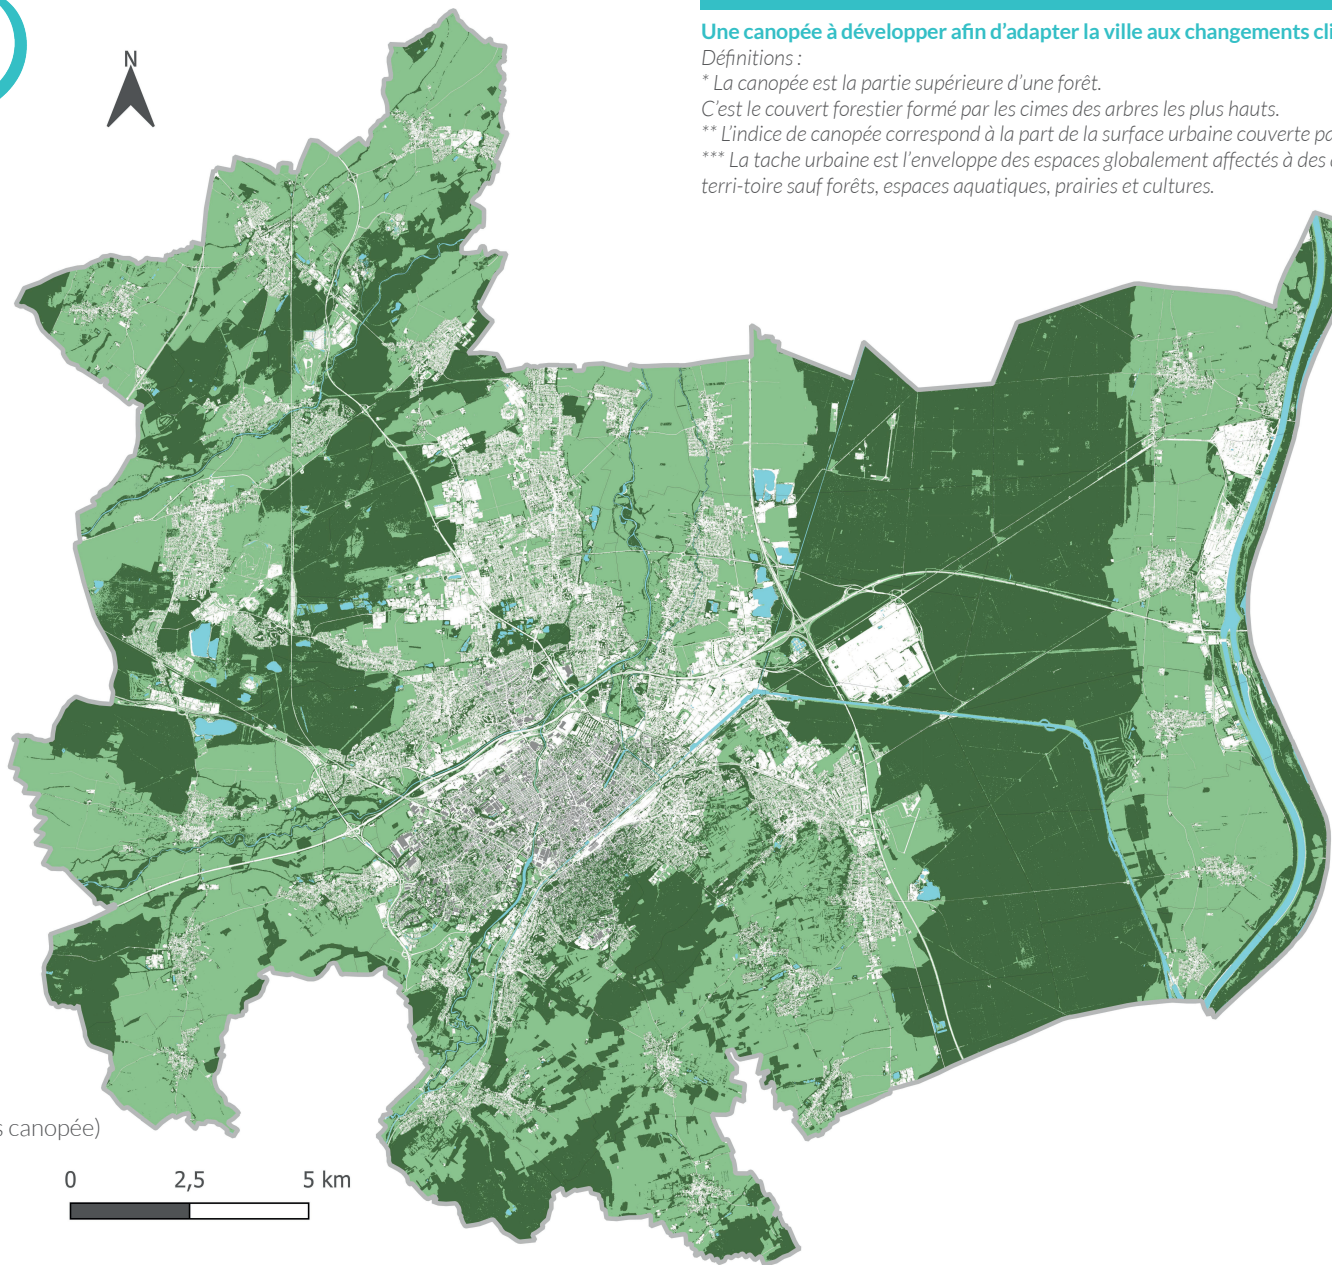 N
Une canopée à développer afin d'adapter la ville aux changements
Définitions :
* La canopée est la partie supérieure d'une forêt.
C'est le couvert forestier formé par les cimes des arbres les plus hauts.
** L'indice de canopée correspond à la part de la surface urbaine couverte
*** La tache urbaine est l'enveloppe des espaces globalement affectés à des
terri-toire sauf forêts, espaces aquatiques, prairies et cultures.
canopée)
0 2,5 5 km